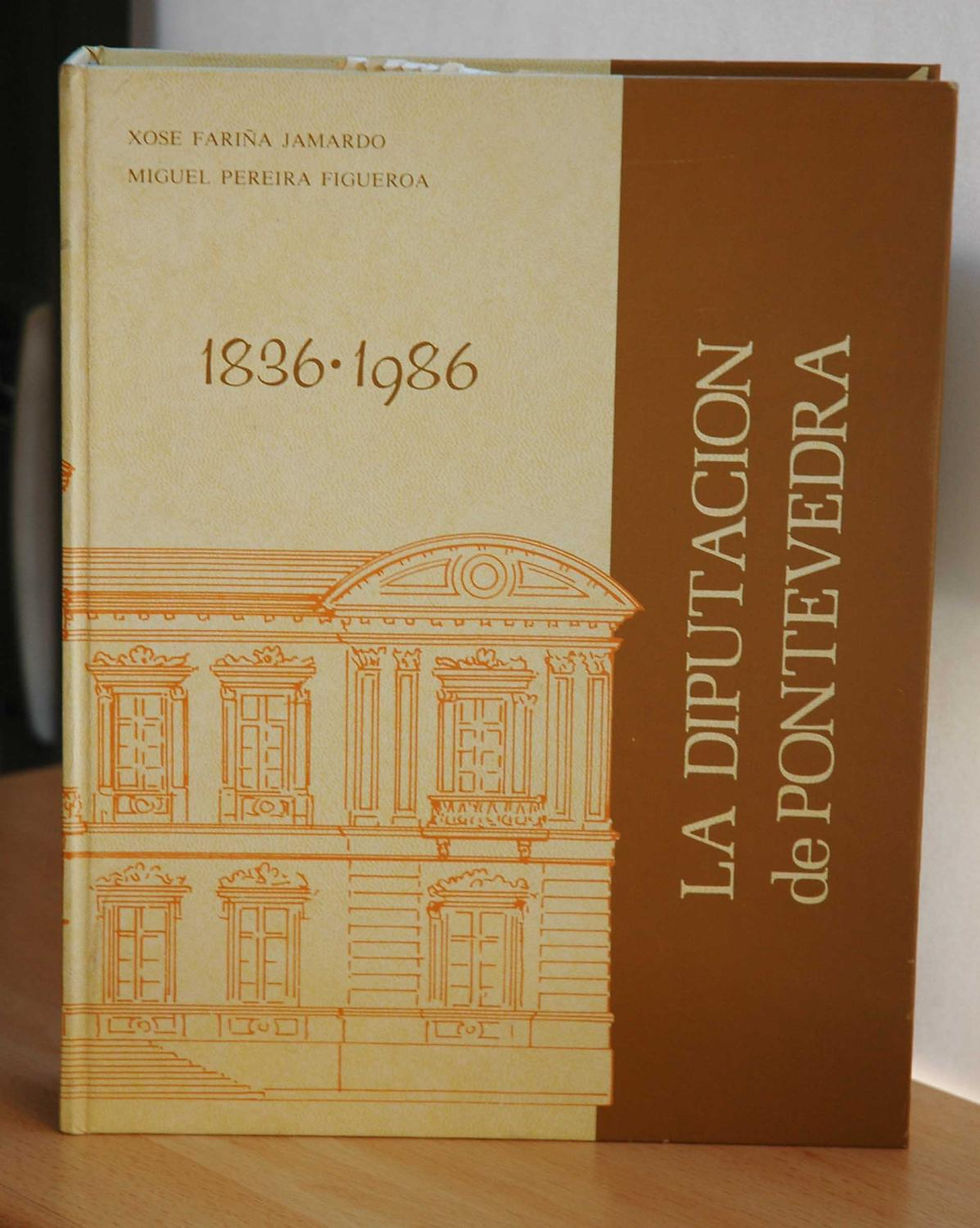 XOSE FARIÑA JAMARDO
MIGUEL PEREIRA FIGUEROA
1836·1986
LA DIPUTACION
de PONTEVEDRA